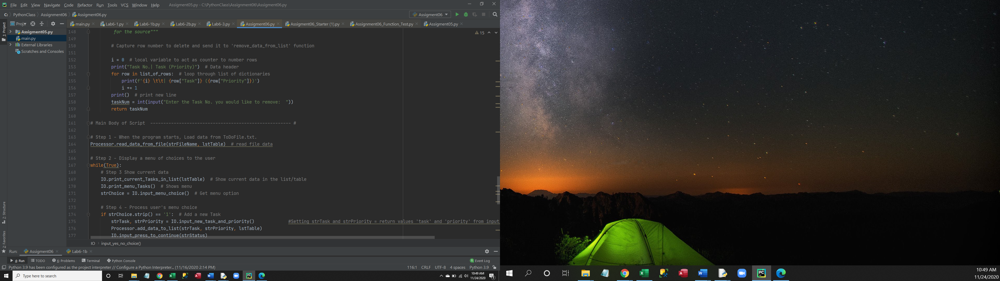 File Edit View Navigate Code Refactor Run Tools VCS Window Help Assigment05.py - C:\PythonClass\Assignment06\Assigment06.py
C: PythonClass Assignment06 Assigment06.py Assigment06
1: Project
Proj main.py Lab6-1.py Lab6-1b.py Lab6-2b.py Lab6-3.py Assigment06.py Assigment06_Starter (1).py Assignment06_Function_Test.py Assigment05.py
Assigment05.py
main.py
External Libraries
Scratches and Consoles
15
148 for the source"""
149
150 # Capture row number to delete and send it to 'remove_data_from_list' function
151
152 i = 0 # local variable to act as counter to number rows
153 print("Task No.| Task (Priority)") # Data header
154 for row in list_of_rows: # loop through list of dictionaries
155 print(f'{i} \t\t| {row["Task"]} ({row["Priority"]})')
156 i += 1
157 print() # print new line
158 taskNum = int(input("Enter the Task No. you would like to remove:  "))
159 return taskNum
160
161 # Main Body of Script ------------------------------------------------------ #
162
163 # Step 1 - When the program starts, Load data from ToDoFile.txt.
164 Processor.read_data_from_file(strFileName, lstTable) # read file data
165
166 # Step 2 - Display a menu of choices to the user
167 while(True):
168 # Step 3 Show current data
169 IO.print_current_Tasks_in_list(lstTable) # Show current data in the list/table
170 IO.print_menu_Tasks() # Shows menu
171 strChoice = IO.input_menu_choice() # Get menu option
172
173 # Step 4 - Process user's menu choice
174 if strChoice.strip() == '1': # Add a new Task
175 strTask, strPriority = IO.input_new_task_and_priority() #Setting strTask and strPriority = return values 'task' and 'priority' from input_
176 Processor.add_data_to_list(strTask, strPriority, lstTable)
177 IO.input_press_to_continue(strStatus)
Z: Structure
2: Favorites
IO input_yes_no_choice()
Run: Assigment06 Lab6-1b
4: Run TODO 6: Problems Terminal Python Console 1 Event Log
Python 3.9 has been configured as the project interpreter // Configure a Python Interpreter... (11/16/2020 2:14 PM) 116:1 CRLF UTF-8 4 spaces Python 3.9
Type here to search 10:49 AM
11/24/2020 1
10:49 AM
11/24/2020